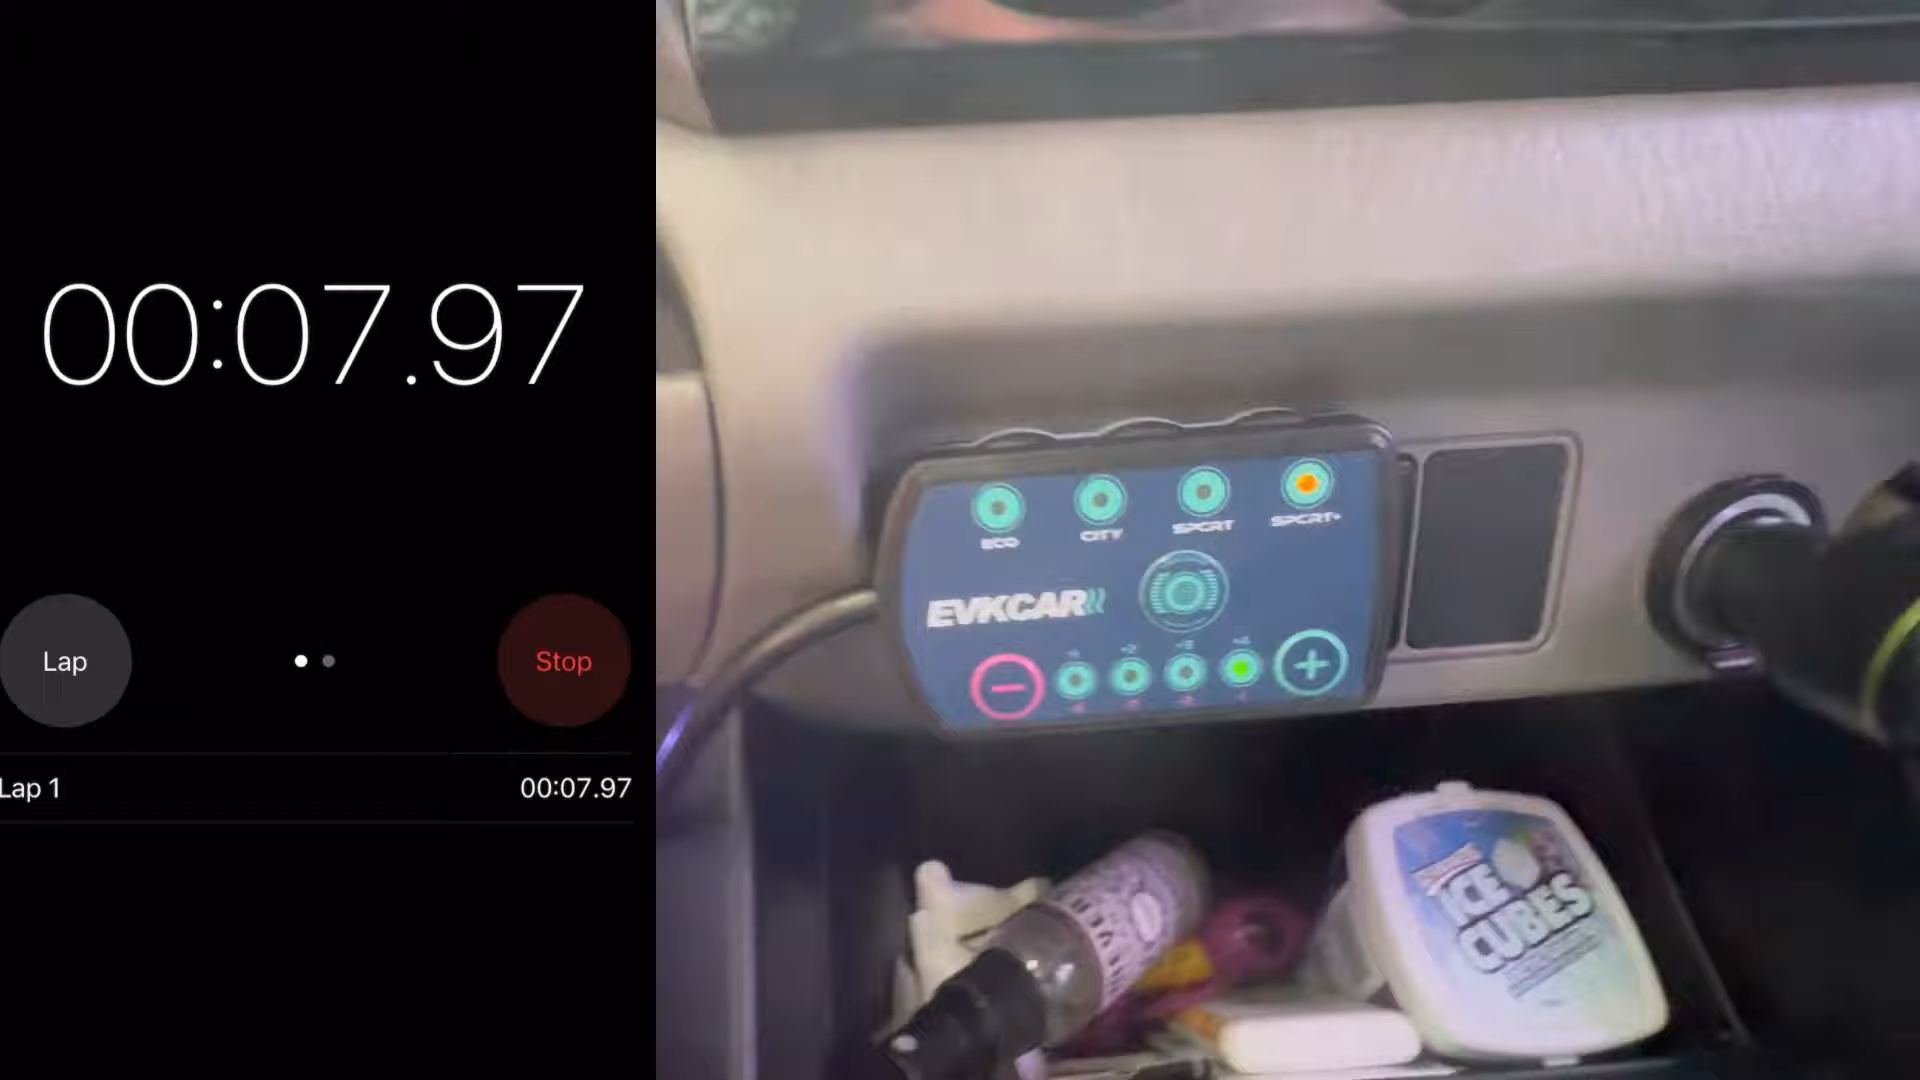 00:07.97
Lap
Stop
Lap 1
00:07.97
ECO
CITY
SPORT
SPORT+
EVKCAR
ICE
CUBES